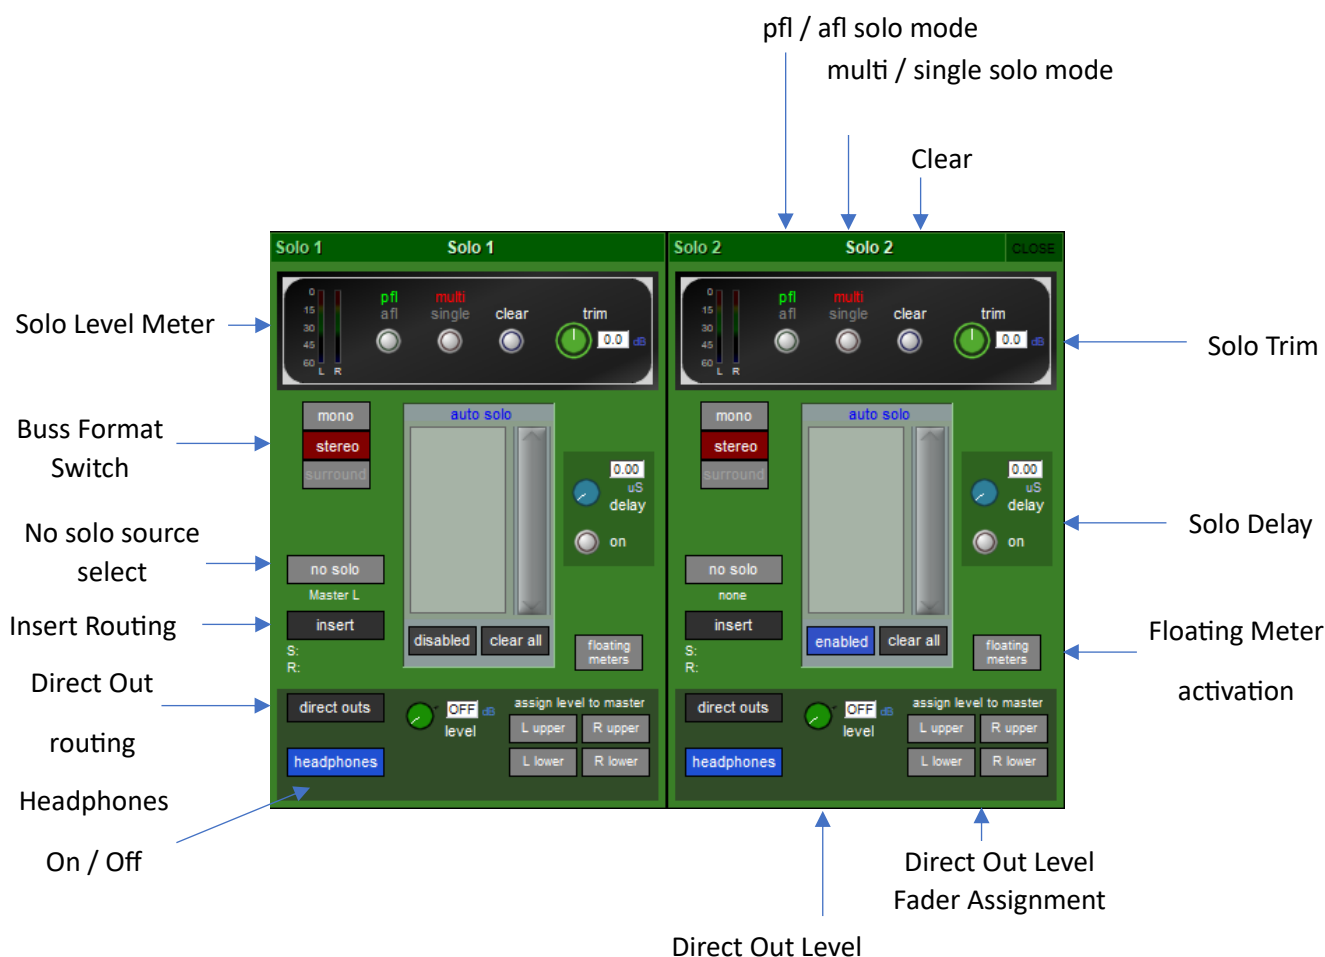 pfl / afl solo mode
multi / single solo mode
Clear
Solo 1 Solo 1
Solo 2 Solo 2 CLOSE
0
15
30
45
60
L R
pfl
afl
multi
single
clear
trim
0.0 dB
0
15
30
45
60
L R
pfl
afl
multi
single
clear
trim
0.0 dB
Solo Level Meter
Solo Trim
mono
stereo
surround
auto solo
0.00
uS
delay
on
mono
stereo
surround
auto solo
0.00
uS
delay
on
Buss Format
Switch
Solo Delay
No solo source
select
no solo
Master L
insert
S:
R:
disabled clear all
floating
meters
no solo
none
insert
S:
R:
enabled clear all
floating
meters
Insert Routing
Floating Meter
activation
Direct Out
routing
direct outs
OFF dB
level
assign level to master
L upper R upper
L lower R lower
headphones
direct outs
OFF dB
level
assign level to master
L upper R upper
L lower R lower
headphones
Headphones
On / Off
Direct Out Level
Fader Assignment
Direct Out Level